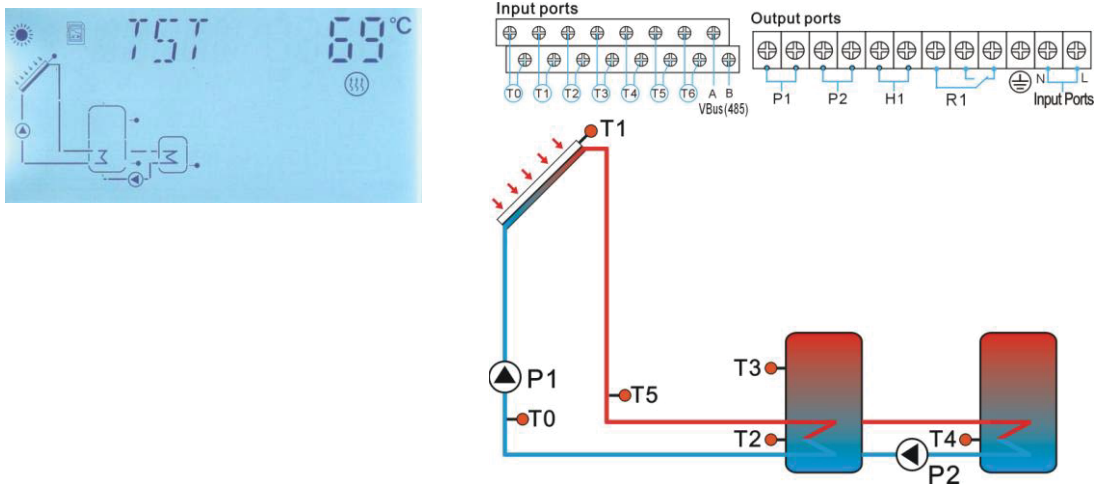 TST 69°C
Input ports
T0 T1 T2 T3 T4 T5 T6 A B
VBus(485)
Output ports
P1 P2 H1 R1 N L
Input Ports
T1
P1
T0
T5
T3
T2
T4
P2